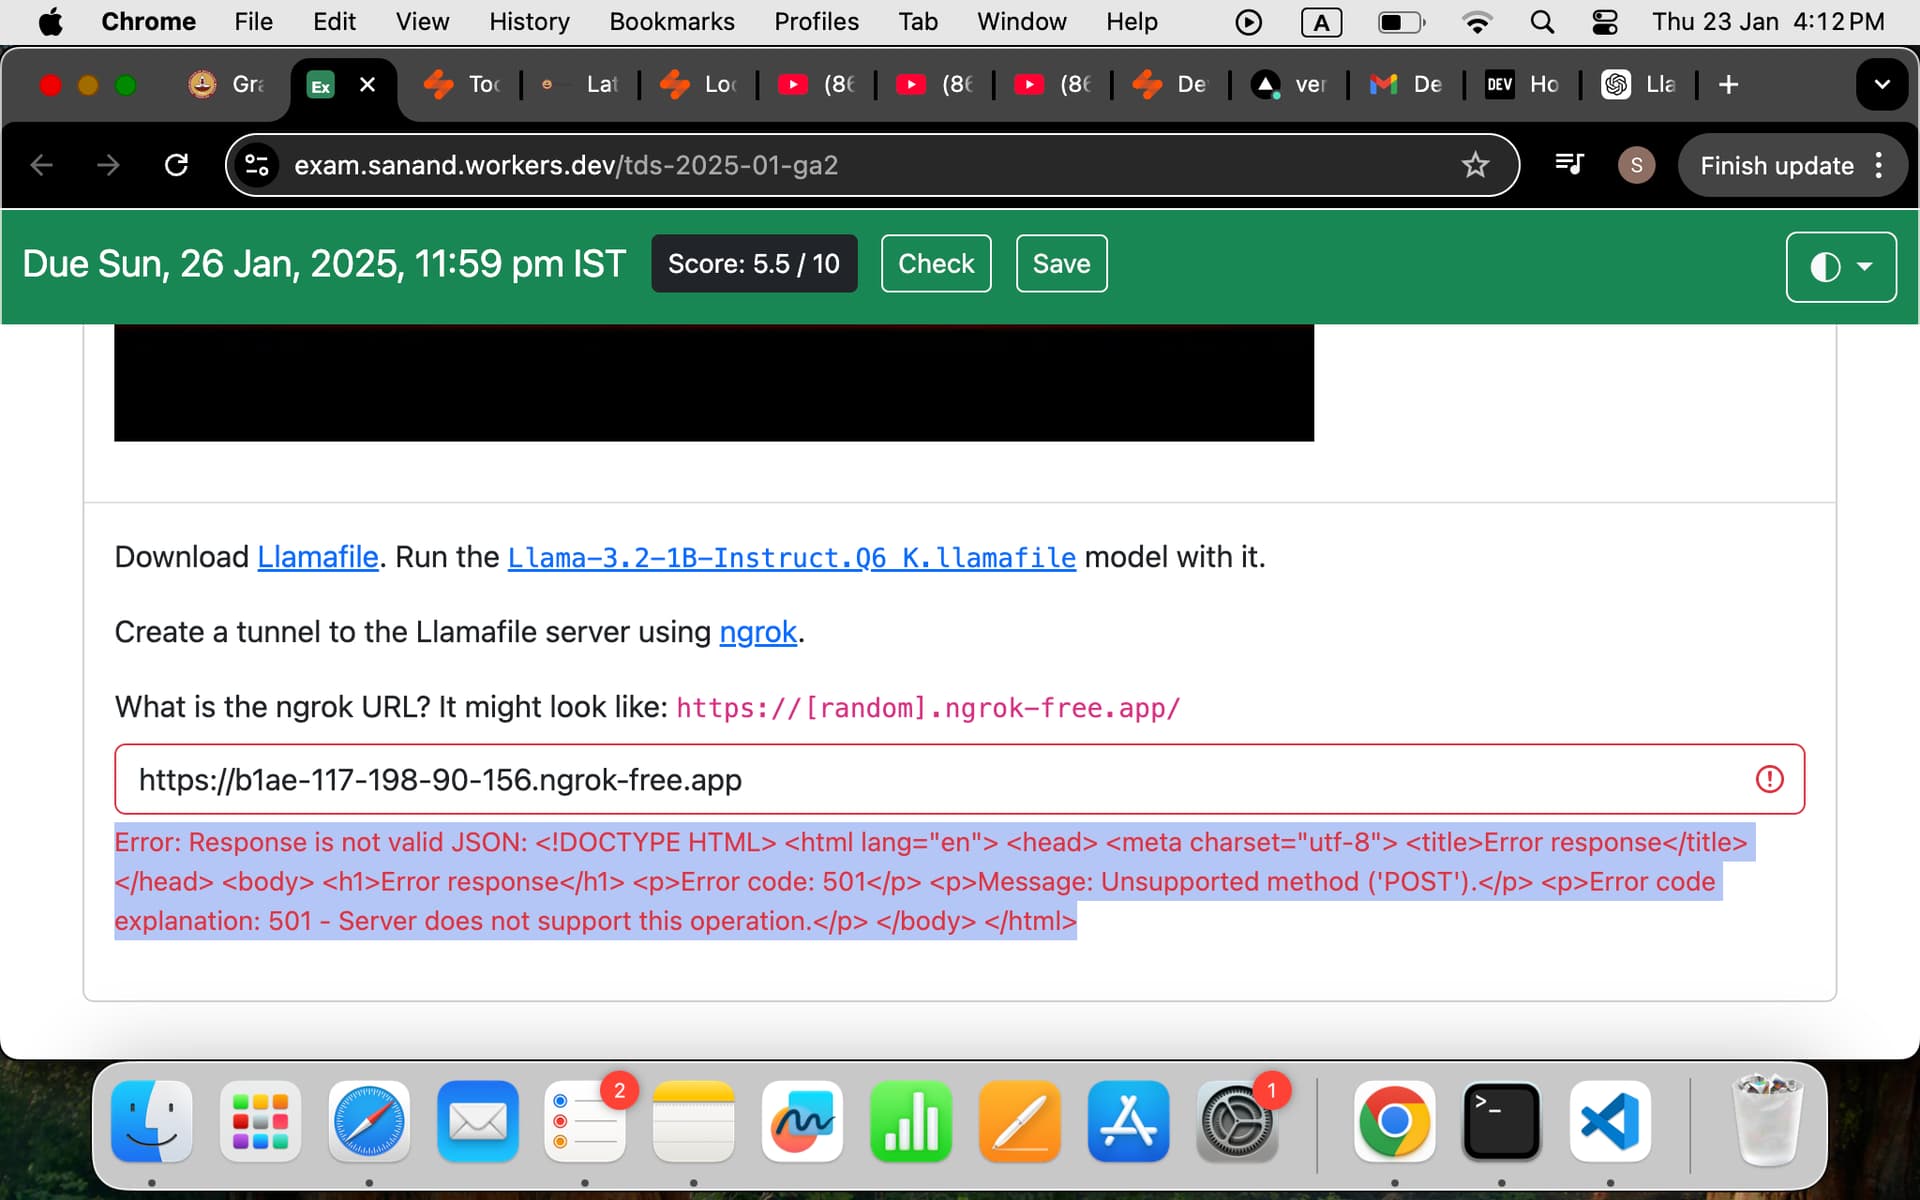 Chrome File Edit View History Bookmarks Profiles Tab Window Help A Thu 23 Jan 4:12 PM
Gra Ex Toc Lat Loc (86 (86 (86 De ver De DEV Ho Lla
exam.sanand.workers.dev/tds-2025-01-ga2 S Finish update
Due Sun, 26 Jan, 2025, 11:59 pm IST Score: 5.5 / 10 Check Save
Download Llamafile. Run the Llama-3.2-1B-Instruct.Q6_K.llamafile model with it.
Create a tunnel to the Llamafile server using ngrok.
What is the ngrok URL? It might look like: https://[random].ngrok-free.app/
https://b1ae-117-198-90-156.ngrok-free.app
Error: Response is not valid JSON: <!DOCTYPE HTML> <html lang="en"> <head> <meta charset="utf-8"> <title>Error response</title>
</head> <body> <h1>Error response</h1> <p>Error code: 501</p> <p>Message: Unsupported method ('POST').</p> <p>Error code
explanation: 501 - Server does not support this operation.</p> </body> </html>
2 1